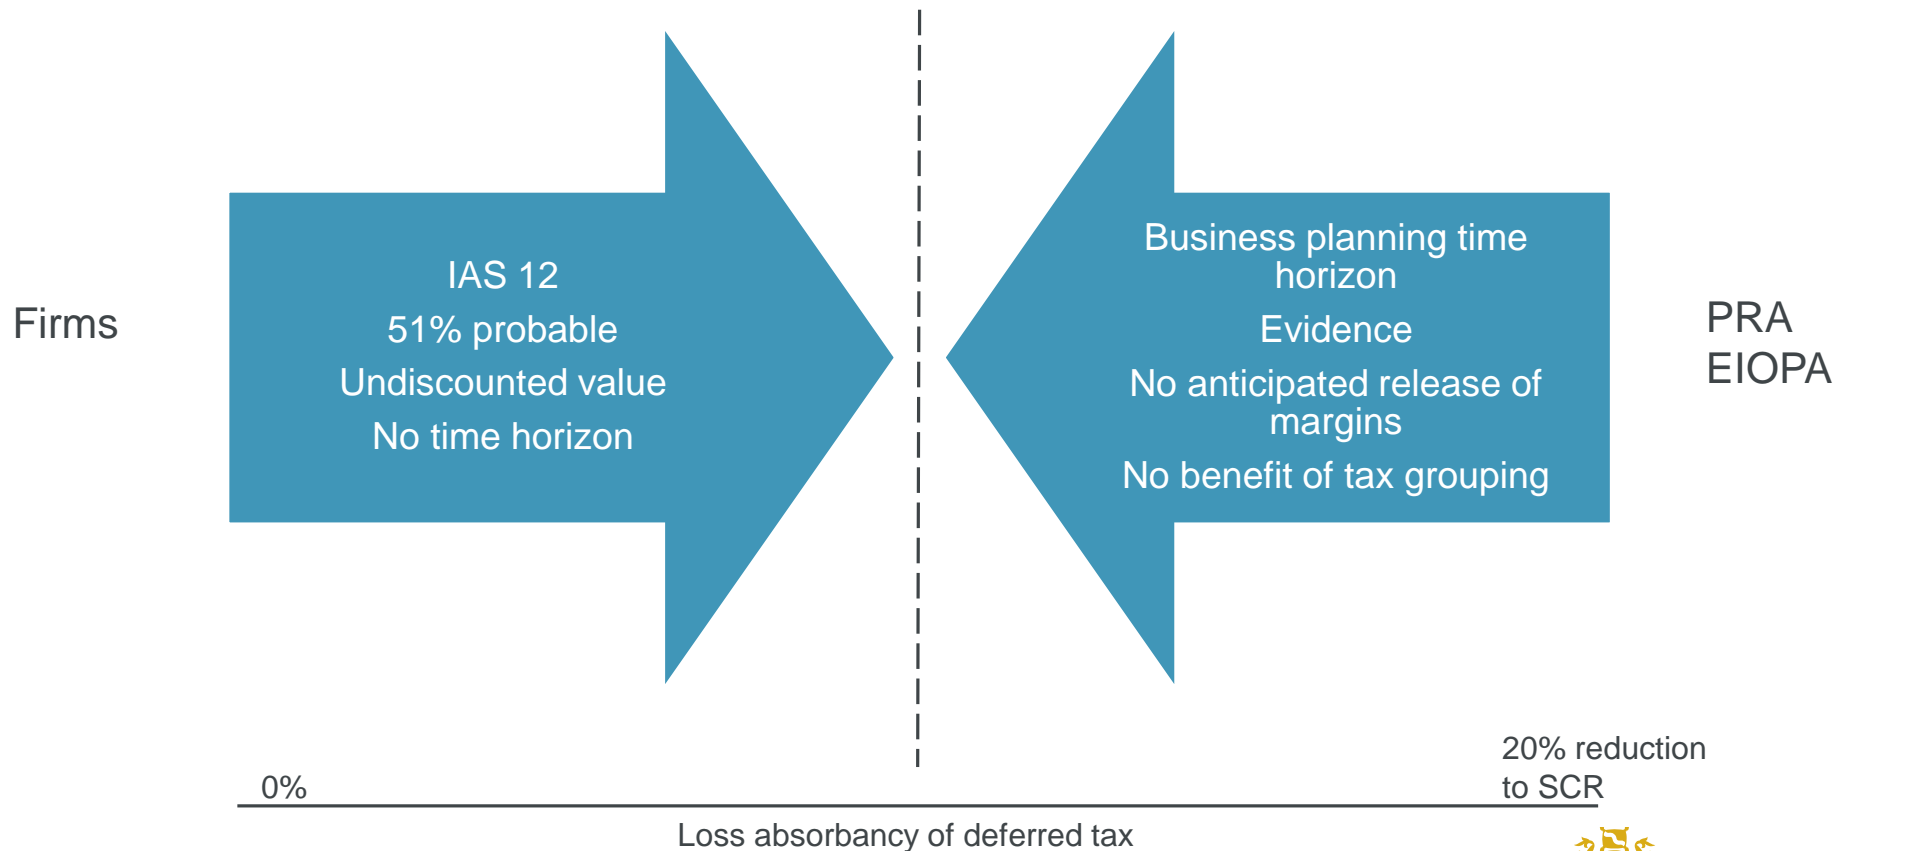 Firms
IAS 12
51% probable
Undiscounted value
No time horizon
Business planning time
horizon
Evidence
No anticipated release of
margins
No benefit of tax grouping
PRA
EIOPA
0%
20% reduction
to SCR
Loss absorbancy of deferred tax